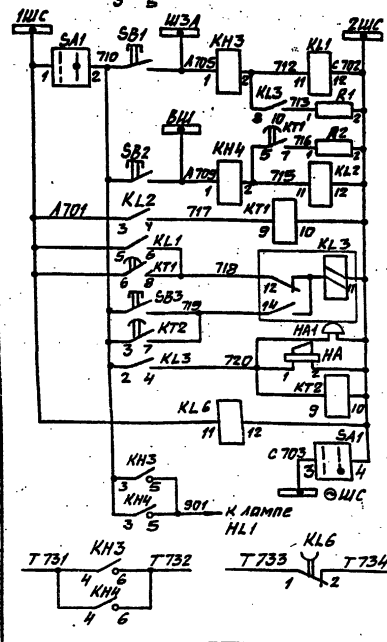 1ШС ШЗА 2ШС
SA1 710 SB1 А705 КН3 712 KL1 С702
1 2 1 2 11 12
KL3 713 R1
8 10 1 2
ВШ КТ1 716 R2
5 7 1 2
SB2 А709 КН4 715 KL2
1 2 11 12
А701 KL2 717 КТ1
3 4 9 10
KL1 KL3
5 6
КТ1 718
6 8 12 11
SB3 719 14
КТ2 НА1
3 7 НА
KL3 720 1 2
2 4 КТ2
9 10
KL6
11 12 SA1
С703 3 4
КН3 ⊖ШС
3 5
КН4 901 К ЛАМПЕ
3 5 HL1
Т731 КН3 Т732 Т733 KL6 Т734
4 6 1 2
КН4
4 6